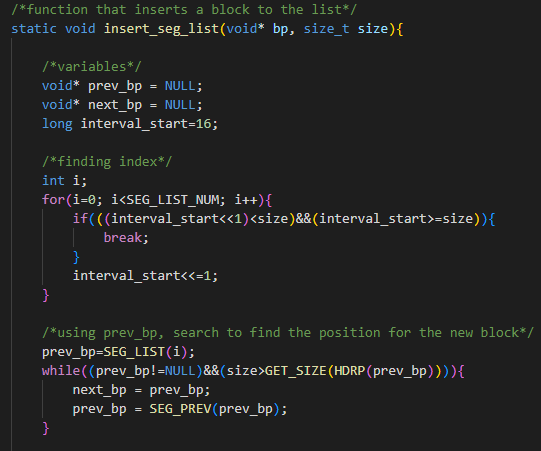 /*function that inserts a block to the list*/
static void insert_seg_list(void* bp, size_t size){
/*variables*/
void* prev_bp = NULL;
void* next_bp = NULL;
long interval_start=16;
/*finding index*/
int i;
for(i=0; i<SEG_LIST_NUM; i++){
if(((interval_start<<1)<size)&&(interval_start>=size)){
break;
}
interval_start<<=1;
}
/*using prev_bp, search to find the position for the new block*/
prev_bp=SEG_LIST(i);
while((prev_bp!=NULL)&&(size>GET_SIZE(HDRP(prev_bp)))){
next_bp = prev_bp;
prev_bp = SEG_PREV(prev_bp);
}